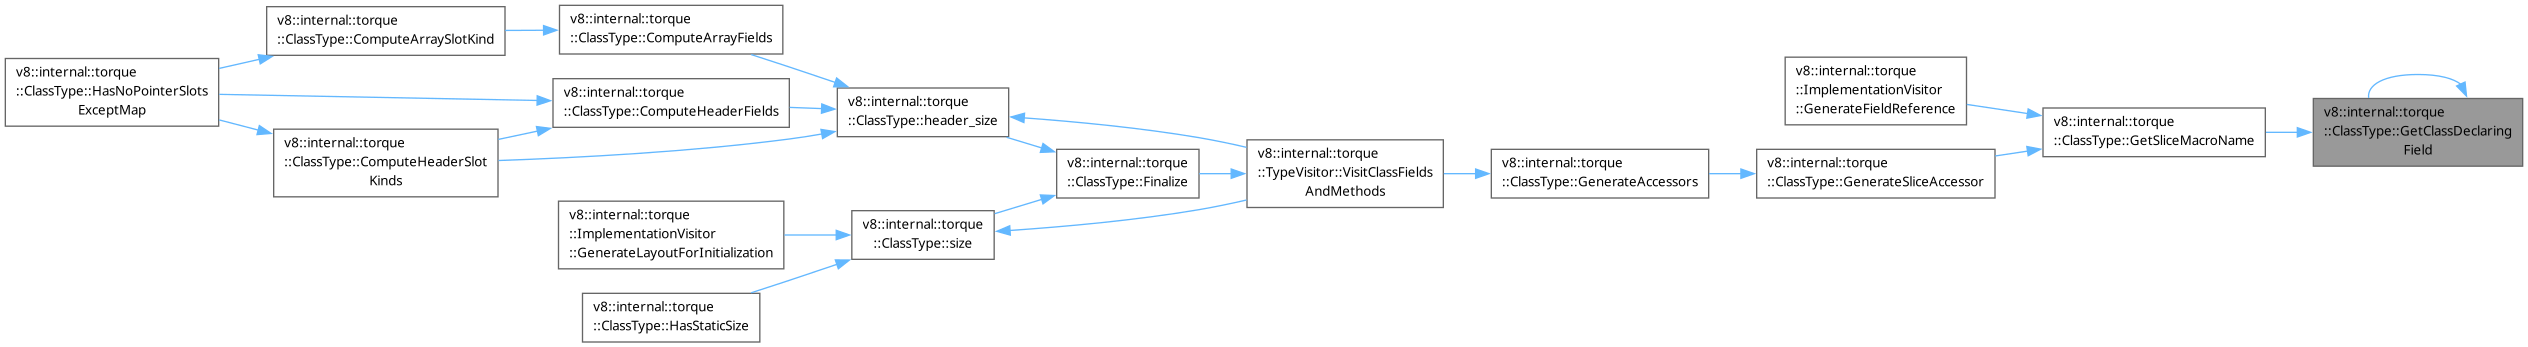 v8::internal::torque
::ClassType::HasNoPointerSlots
ExceptMap
v8::internal::torque
::ClassType::ComputeArraySlotKind
v8::internal::torque
::ClassType::ComputeHeaderSlot
Kinds
v8::internal::torque
::ClassType::ComputeArrayFields
v8::internal::torque
::ClassType::ComputeHeaderFields
v8::internal::torque
::ImplementationVisitor
::GenerateLayoutForInitialization
v8::internal::torque
::ClassType::HasStaticSize
v8::internal::torque
::ClassType::header_size
v8::internal::torque
::ClassType::size
v8::internal::torque
::ClassType::Finalize
v8::internal::torque
::TypeVisitor::VisitClassFields
AndMethods
v8::internal::torque
::ClassType::GenerateAccessors
v8::internal::torque
::ClassType::GenerateSliceAccessor
v8::internal::torque
::ImplementationVisitor
::GenerateFieldReference
v8::internal::torque
::ClassType::GetSliceMacroName
v8::internal::torque
::ClassType::GetClassDeclaring
Field